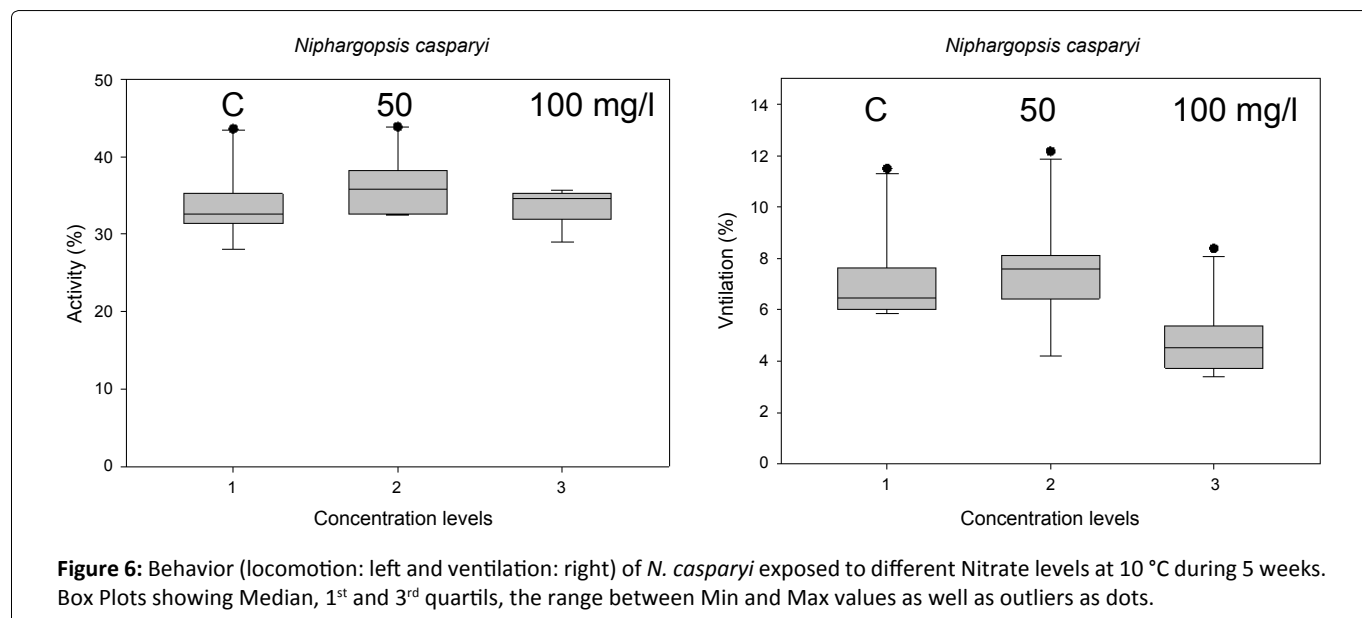 Niphargopsis casparyi
50
40
30
20
10
0
Activity (%)
C 50 100 mg/l
1 2 3
Concentration levels
Niphargopsis casparyi
14
12
10
8
6
4
2
0
Vntilation (%)
C 50 100 mg/l
1 2 3
Concentration levels
Figure 6: Behavior (locomotion: left and ventilation: right) of N. casparyi exposed to different Nitrate levels at 10 °C during 5 weeks.
Box Plots showing Median, 1st and 3rd quartils, the range between Min and Max values as well as outliers as dots.